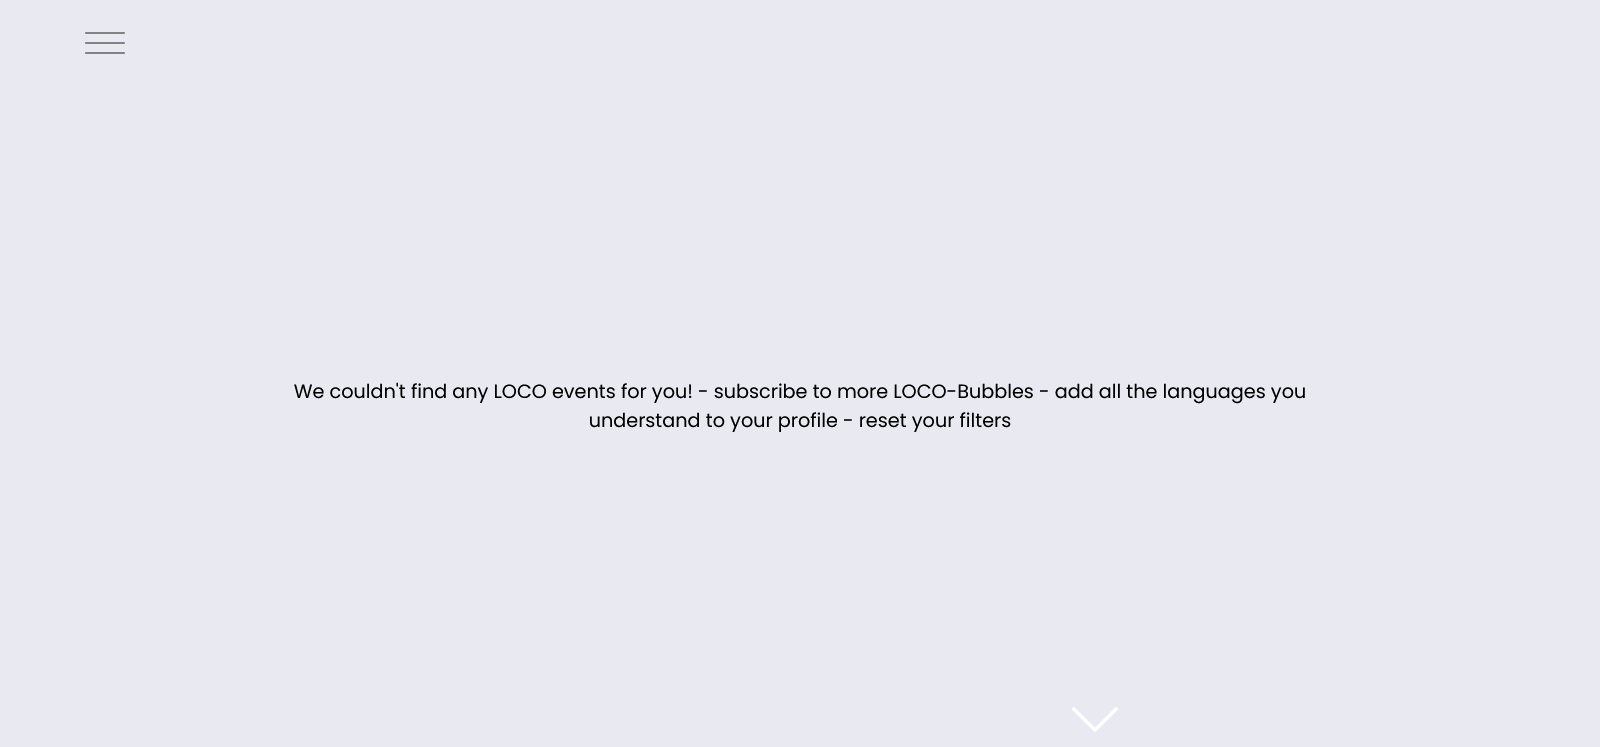 We couldn't find any LOCO events for you! - subscribe to more LOCO-Bubbles - add all the languages you
understand to your profile - reset your filters